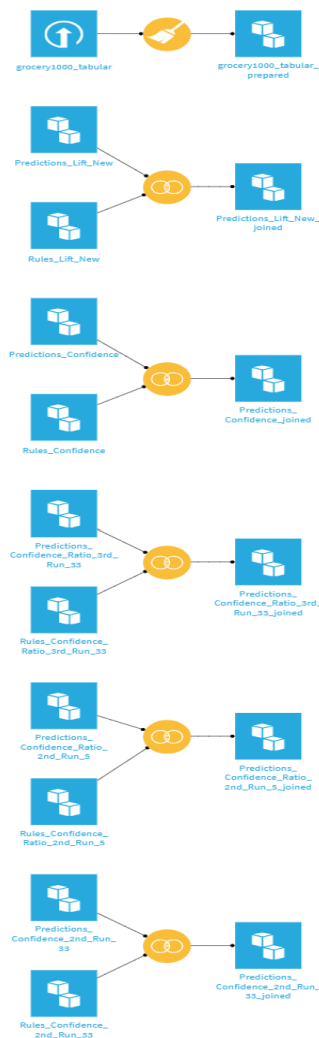 grocery1000_tabular
grocery1000_tabular_
prepared
Predictions_Lift_New
Rules_Lift_New
Predictions_Lift_New_
joined
Predictions_Confidence
Rules_Confidence
Predictions_
Confidence_joined
Predictions_
Confidence_Ratio_3rd_
Run_33
Rules_Confidence_
Ratio_3rd_Run_33
Predictions_
Confidence_Ratio_3rd_
Run_33_joined
Predictions_
Confidence_Ratio_
2nd_Run_5
Rules_Confidence_
Ratio_2nd_Run_5
Predictions_
Confidence_Ratio_
2nd_Run_5_joined
Predictions_
Confidence_2nd_Run_
33
Rules_Confidence_
2nd_Run_33
Predictions_
Confidence_2nd_Run_
33_joined